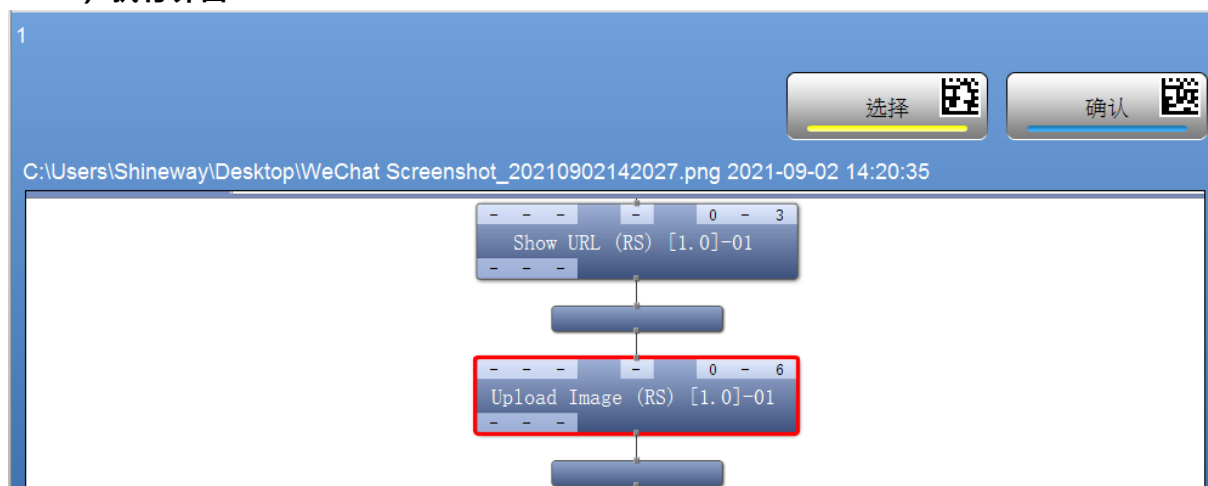 1
选择
确认
C:\Users\Shineway\Desktop\WeChat Screenshot_20210902142027.png 2021-09-02 14:20:35
- - - - 0 - 3
Show URL (RS) [1.0]-01
- - -
- - - - 0 - 6
Upload Image (RS) [1.0]-01
- - -